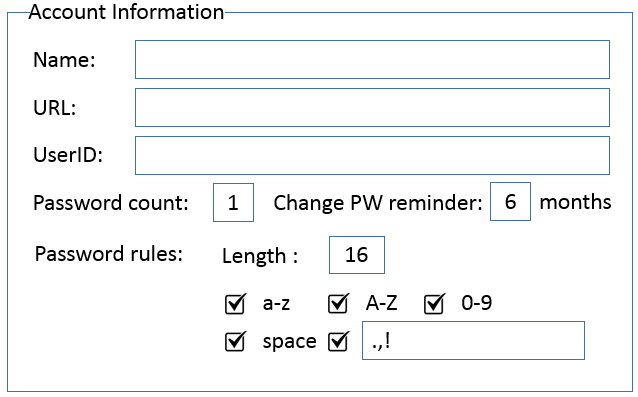 Account Information
Name:
URL:
UserID:
Password count: 1 Change PW reminder: 6 months
Password rules: Length : 16
a-z A-Z 0-9
space .,!